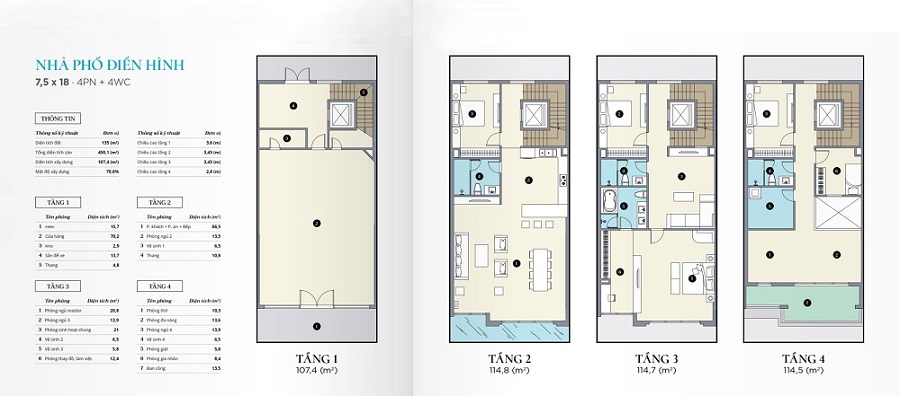 NHÀ PHỐ ĐIỂN HÌNH
7,5 x 18 - 4PN + 4WC
THÔNG TIN
Thông số kỹ thuật Đơn vị
Diện tích đất 135 (m²)
Tổng diện tích sàn 450,1 (m²)
Diện tích xây dựng 107,4 (m²)
Mật độ xây dựng 79,6%
Thông số kỹ thuật Đơn vị
Chiều cao tầng 1 3,6 (m)
Chiều cao tầng 2 3,45 (m)
Chiều cao tầng 3 3,45 (m)
Chiều cao tầng 4
TẦNG 1
Tên phòng Diện tích (m²)
1 Hiên 15,7
2 Cửa hàng 70,2
3 Kho 2,9
4 Sân để xe 13,7
5 Thang 4,9
TẦNG 2
Tên phòng Diện tích (m²)
1 P. khách + P. ăn + Bếp 66,5
2 Phòng ngủ 2 13,5
3 Vệ sinh 1 6,5
4 Thang 10,8
TẦNG 3
Tên phòng Diện tích (m²)
1 Phòng ngủ master 20,8
2 Phòng ngủ 3 13,9
3 Phòng sinh hoạt chung 21
4 Vệ sinh 2 6,5
5 Vệ sinh 3 5,8
6 Phòng thay đồ, làm việc 12,4
TẦNG 4
Tên phòng Diện tích (m²)
1 Phòng thờ 10,3
2 Phòng đa năng 13,6
3 Phòng ngủ 4 13,9
4 Vệ sinh 4 6,5
5 Phòng giặt 5,8
6 Phòng gia nhân 8,4
7 Ban công 13,5
TẦNG 1
107,4 (m²)
TẦNG 2
114,8 (m²)
TẦNG 3
114,7 (m²)
TẦNG 4
114,5 (m²)